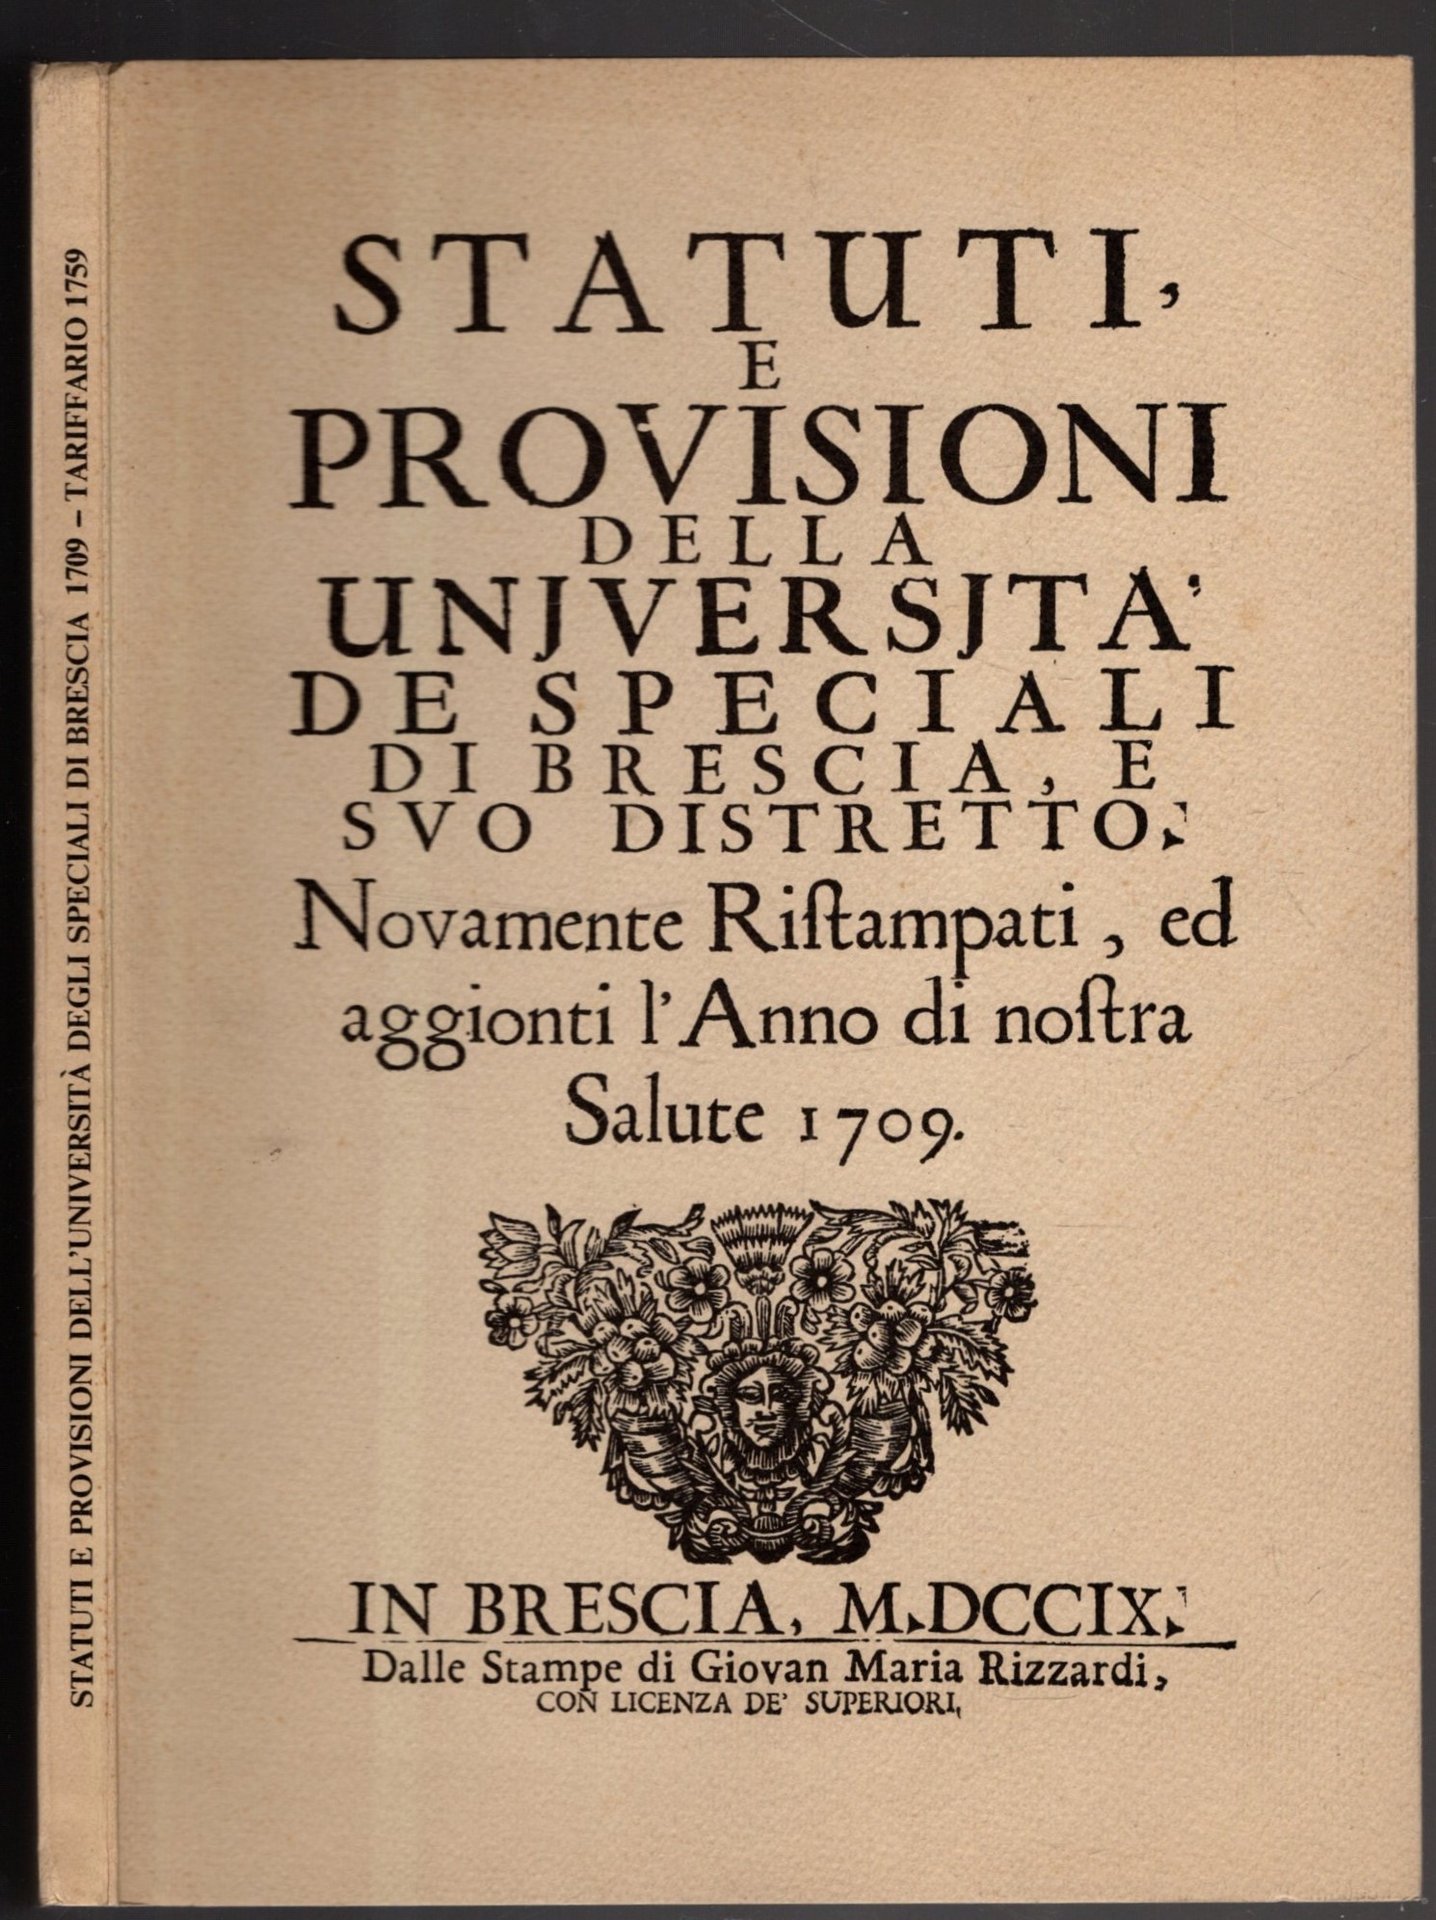 STATUTI E PROVISIONI DELL'UNIVERSITÀ DEGLI SPECIALI DI BRESCIA 1709 – TARIFFARIO 1759
STATUTI,
E
PROVISIONI
DELLA
UNJVERSJTA'
DE SPECIALI
DI BRESCIA, E
SVO DISTRETTO.
Novamente Riſtampati, ed
aggionti l'Anno di noſtra
Salute 1709.
IN BRESCIA, M.DCCIX.
Dalle Stampe di Giovan Maria Rizzardi,
CON LICENZA DE' SUPERIORI,